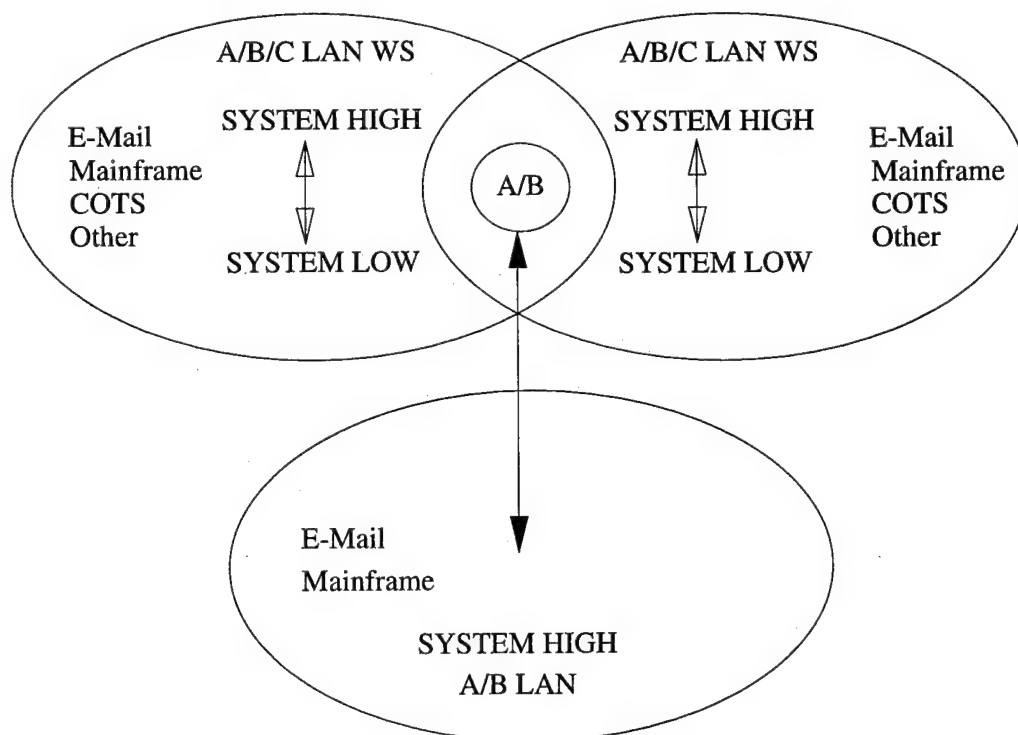 A/B/C LAN WS
SYSTEM HIGH
E-Mail
Mainframe
COTS
Other
SYSTEM LOW
A/B
A/B/C LAN WS
SYSTEM HIGH
SYSTEM LOW
E-Mail
Mainframe
COTS
Other
E-Mail
Mainframe
SYSTEM HIGH
A/B LAN